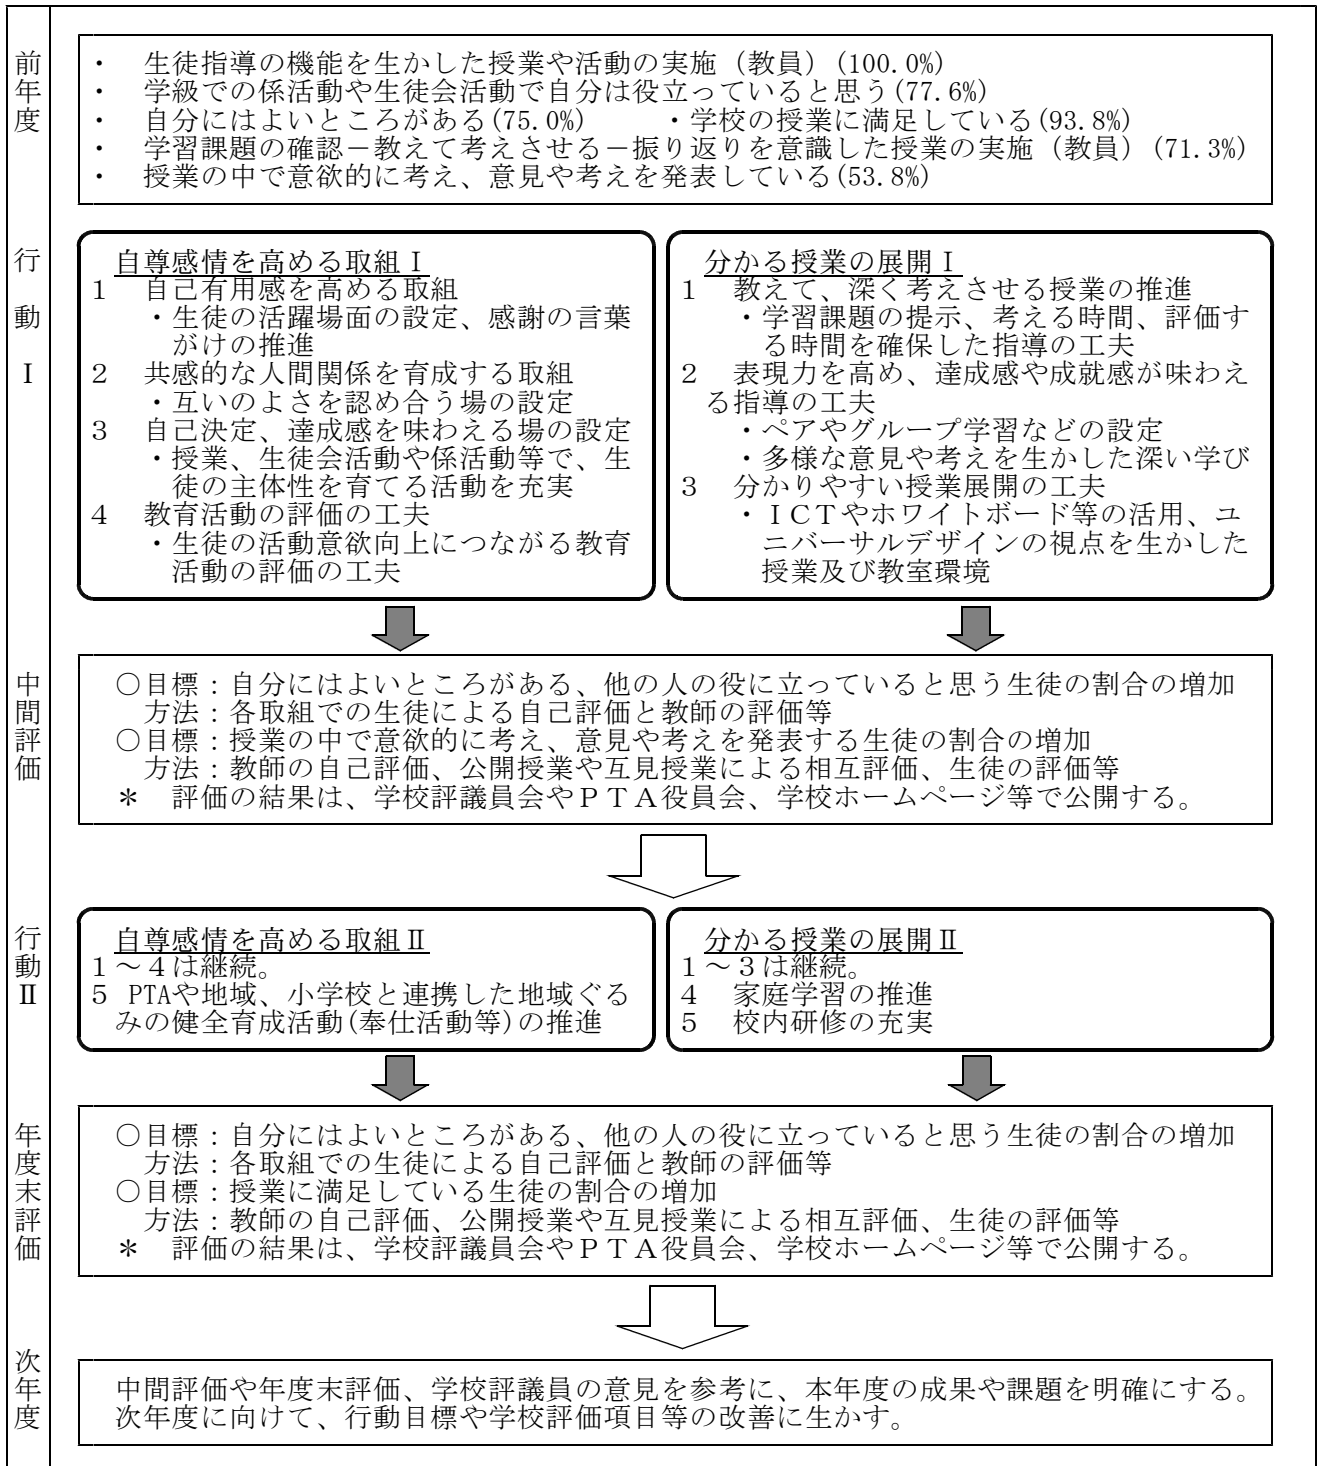 前年度
・　生徒指導の機能を生かした授業や活動の実施（教員）(100.0%)
・　学級での係活動や生徒会活動で自分は役立っていると思う(77.6%)
・　自分にはよいところがある(75.0%)　　・学校の授業に満足している(93.8%)
・　学習課題の確認－教えて考えさせる－振り返りを意識した授業の実施（教員）(71.3%)
・　授業の中で意欲的に考え、意見や考えを発表している(53.8%)
行動Ⅰ
自尊感情を高める取組Ⅰ
1　自己有用感を高める取組
・生徒の活躍場面の設定、感謝の言葉
がけの推進
2　共感的な人間関係を育成する取組
・互いのよさを認め合う場の設定
3　自己決定、達成感を味わえる場の設定
・授業、生徒会活動や係活動等で、生
徒の主体性を育てる活動を充実
4　教育活動の評価の工夫
・生徒の活動意欲向上につながる教育
活動の評価の工夫
分かる授業の展開Ⅰ
1　教えて、深く考えさせる授業の推進
・学習課題の提示、考える時間、評価す
る時間を確保した指導の工夫
2　表現力を高め、達成感や成就感が味わえ
る指導の工夫
・ペアやグループ学習などの設定
・多様な意見や考えを生かした深い学び
3　分かりやすい授業展開の工夫
・ＩＣＴやホワイトボード等の活用、ユ
ニバーサルデザインの視点を生かした
授業及び教室環境
中間評価
○目標：自分にはよいところがある、他の人の役に立っていると思う生徒の割合の増加
方法：各取組での生徒による自己評価と教師の評価等
○目標：授業の中で意欲的に考え、意見や考えを発表する生徒の割合の増加
方法：教師の自己評価、公開授業や互見授業による相互評価、生徒の評価等
＊　評価の結果は、学校評議員会やＰＴＡ役員会、学校ホームページ等で公開する。
行動Ⅱ
自尊感情を高める取組Ⅱ
1～4は継続。
5　PTAや地域、小学校と連携した地域ぐる
みの健全育成活動(奉仕活動等)の推進
分かる授業の展開Ⅱ
1～3は継続。
4　家庭学習の推進
5　校内研修の充実
年度末評価
○目標：自分にはよいところがある、他の人の役に立っていると思う生徒の割合の増加
方法：各取組での生徒による自己評価と教師の評価等
○目標：授業に満足している生徒の割合の増加
方法：教師の自己評価、公開授業や互見授業による相互評価、生徒の評価等
＊　評価の結果は、学校評議員会やＰＴＡ役員会、学校ホームページ等で公開する。
次年度
中間評価や年度末評価、学校評議員の意見を参考に、本年度の成果や課題を明確にする。
次年度に向けて、行動目標や学校評価項目等の改善に生かす。